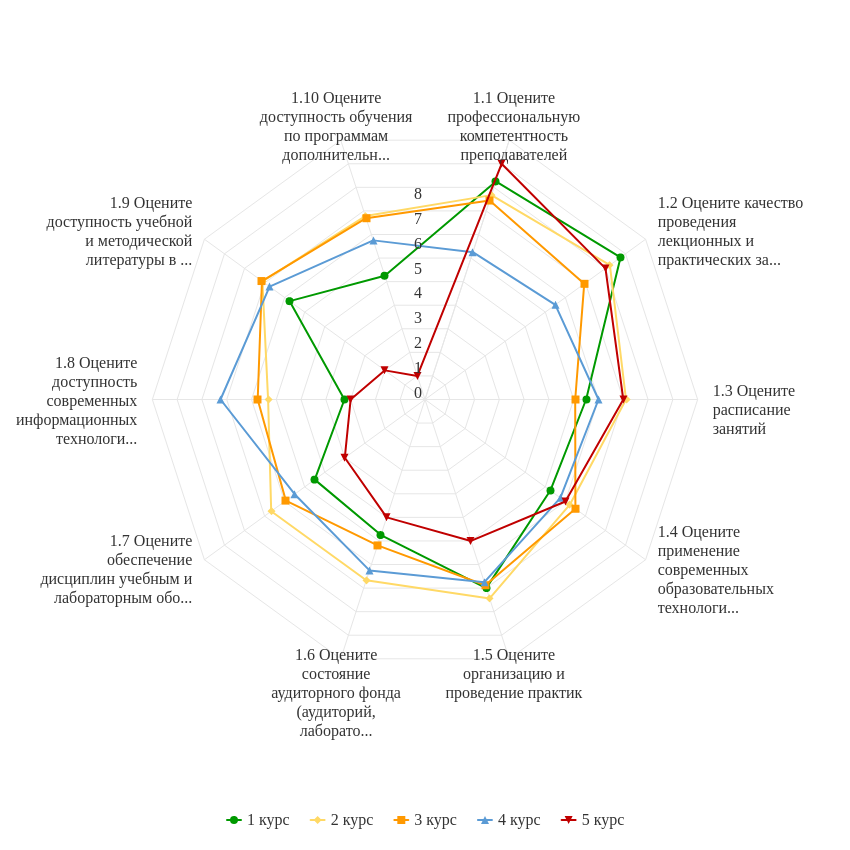 1.10 Оцените
доступность обучения
по программам
дополнительн...
1.1 Оцените
профессиональную
компетентность
преподавателей
1.9 Оцените
доступность учебной
и методической
литературы в ...
1.2 Оцените качество
проведения
лекционных и
практических за...
8
7
6
5
4
3
2
1
0
1.8 Оцените
доступность
современных
информационных
технологи...
1.3 Оцените
расписание
занятий
1.7 Оцените
обеспечение
дисциплин учебным и
лабораторным обо...
1.4 Оцените
применение
современных
образовательных
технологи...
1.6 Оцените
состояние
аудиторного фонда
(аудиторий,
лаборато...
1.5 Оцените
организацию и
проведение практик
1 курс 2 курс 3 курс 4 курс 5 курс